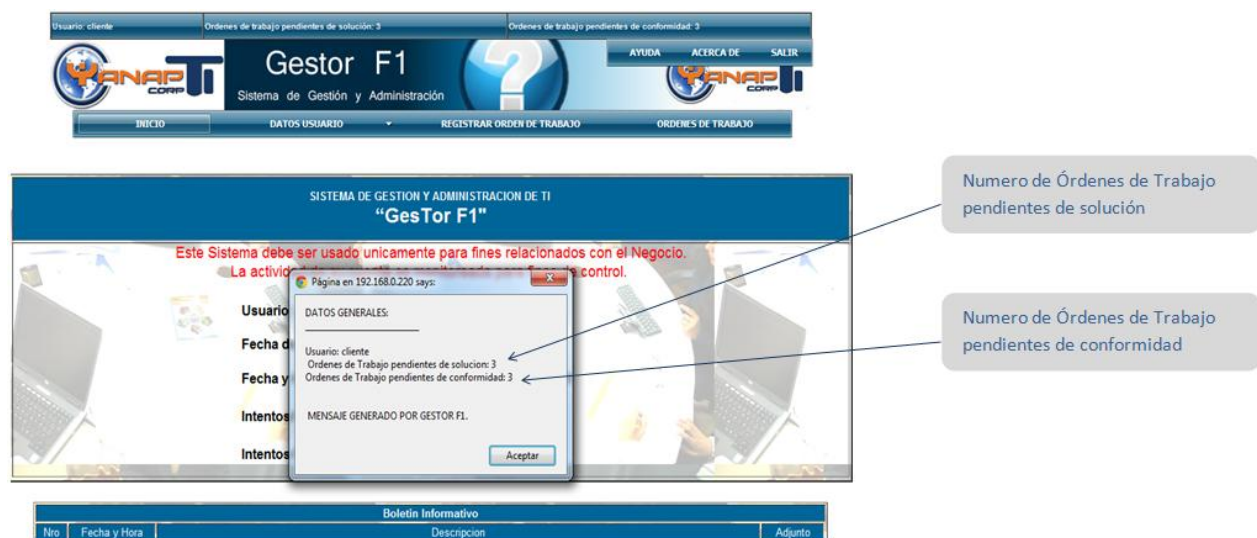 Usuario: cliente
Ordenes de trabajo pendientes de solución: 3
Ordenes de trabajo pendientes de conformidad: 3
YANAPTI
CORP
Gestor F1
Sistema de Gestión y Administración
AYUDA ACERCA DE SALIR
YANAPTI
CORP
INICIO DATOS USUARIO REGISTRAR ORDEN DE TRABAJO ORDENES DE TRABAJO
SISTEMA DE GESTION Y ADMINISTRACION DE TI
“GesTor F1"
Este Sistema debe ser usado unicamente para fines relacionados con el Negocio.
La activid control.
Usuario
Fecha d
Fecha y
Intentos
Intentos
Página en 192.168.0.220 says:
DATOS GENERALES:
Usuario: cliente
Ordenes de Trabajo pendientes de solucion: 3
Ordenes de Trabajo pendientes de conformidad: 3
MENSAJE GENERADO POR GESTOR F1.
Aceptar
Numero de Órdenes de Trabajo
pendientes de solución
Numero de Órdenes de Trabajo
pendientes de conformidad
Boletin Informativo
Nro Fecha y Hora Descripcion Adjunto